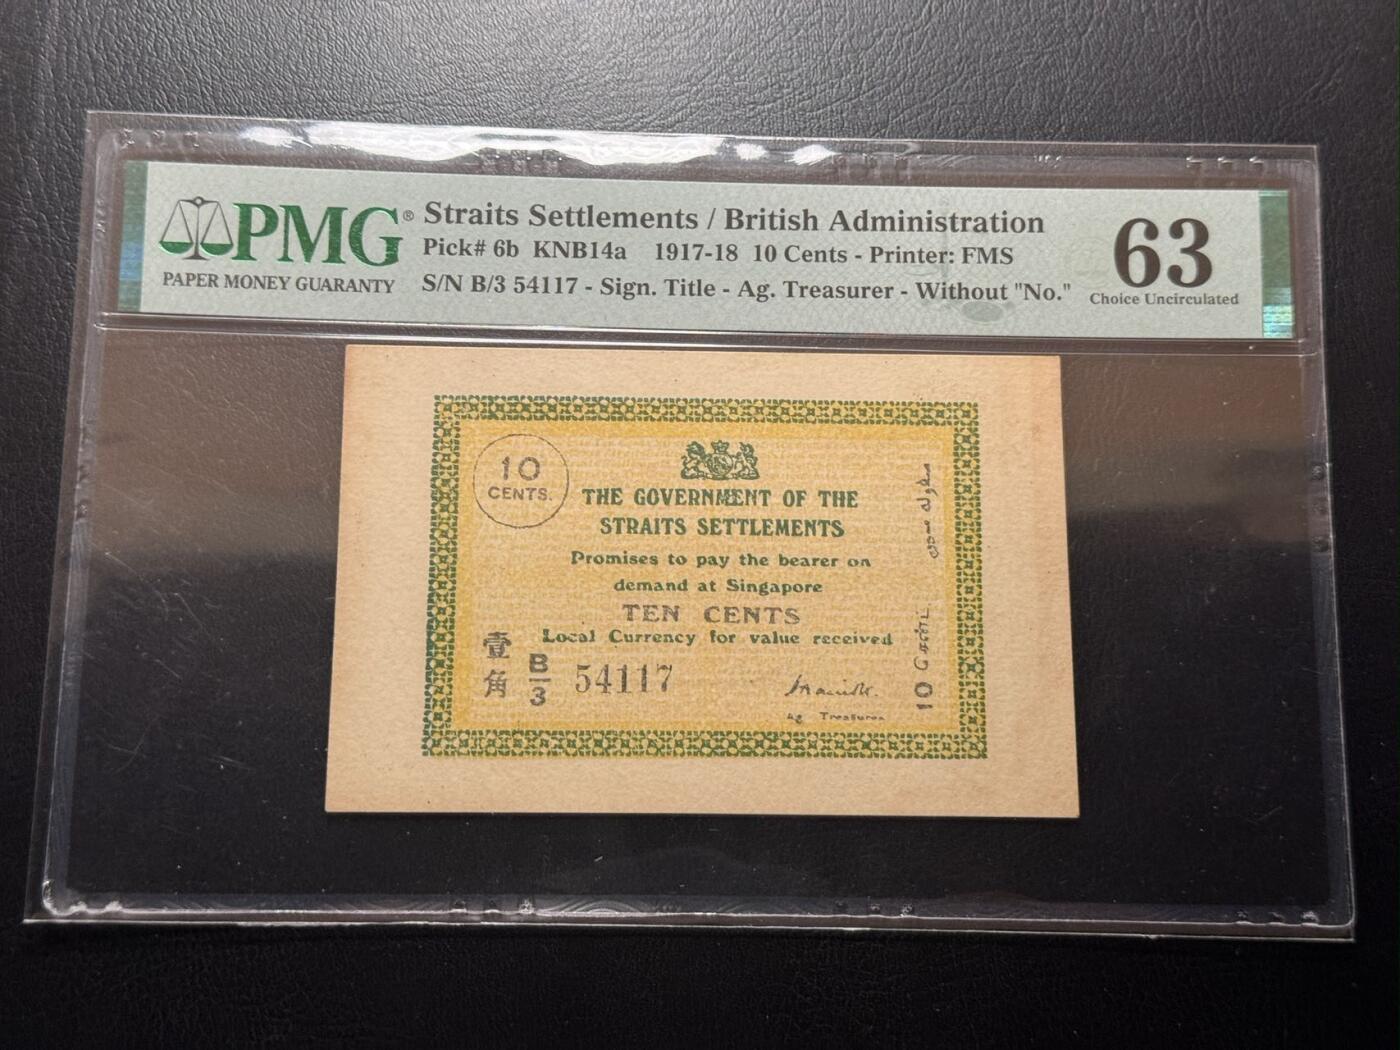 PMG®
PAPER MONEY GUARANTY
Straits Settlements / British Administration
Pick# 6b KNB14a 1917-18 10 Cents - Printer: FMS
S/N B/3 54117 - Sign. Title - Ag. Treasurer - Without "No."
63
Choice Uncirculated
10
CENTS.
THE GOVERNMENT OF THE
STRAITS SETTLEMENTS
Promises to pay the bearer on
demand at Singapore
TEN CENTS
Local Currency for value received
壹角
B/3 54117
Ag Treasurer
10